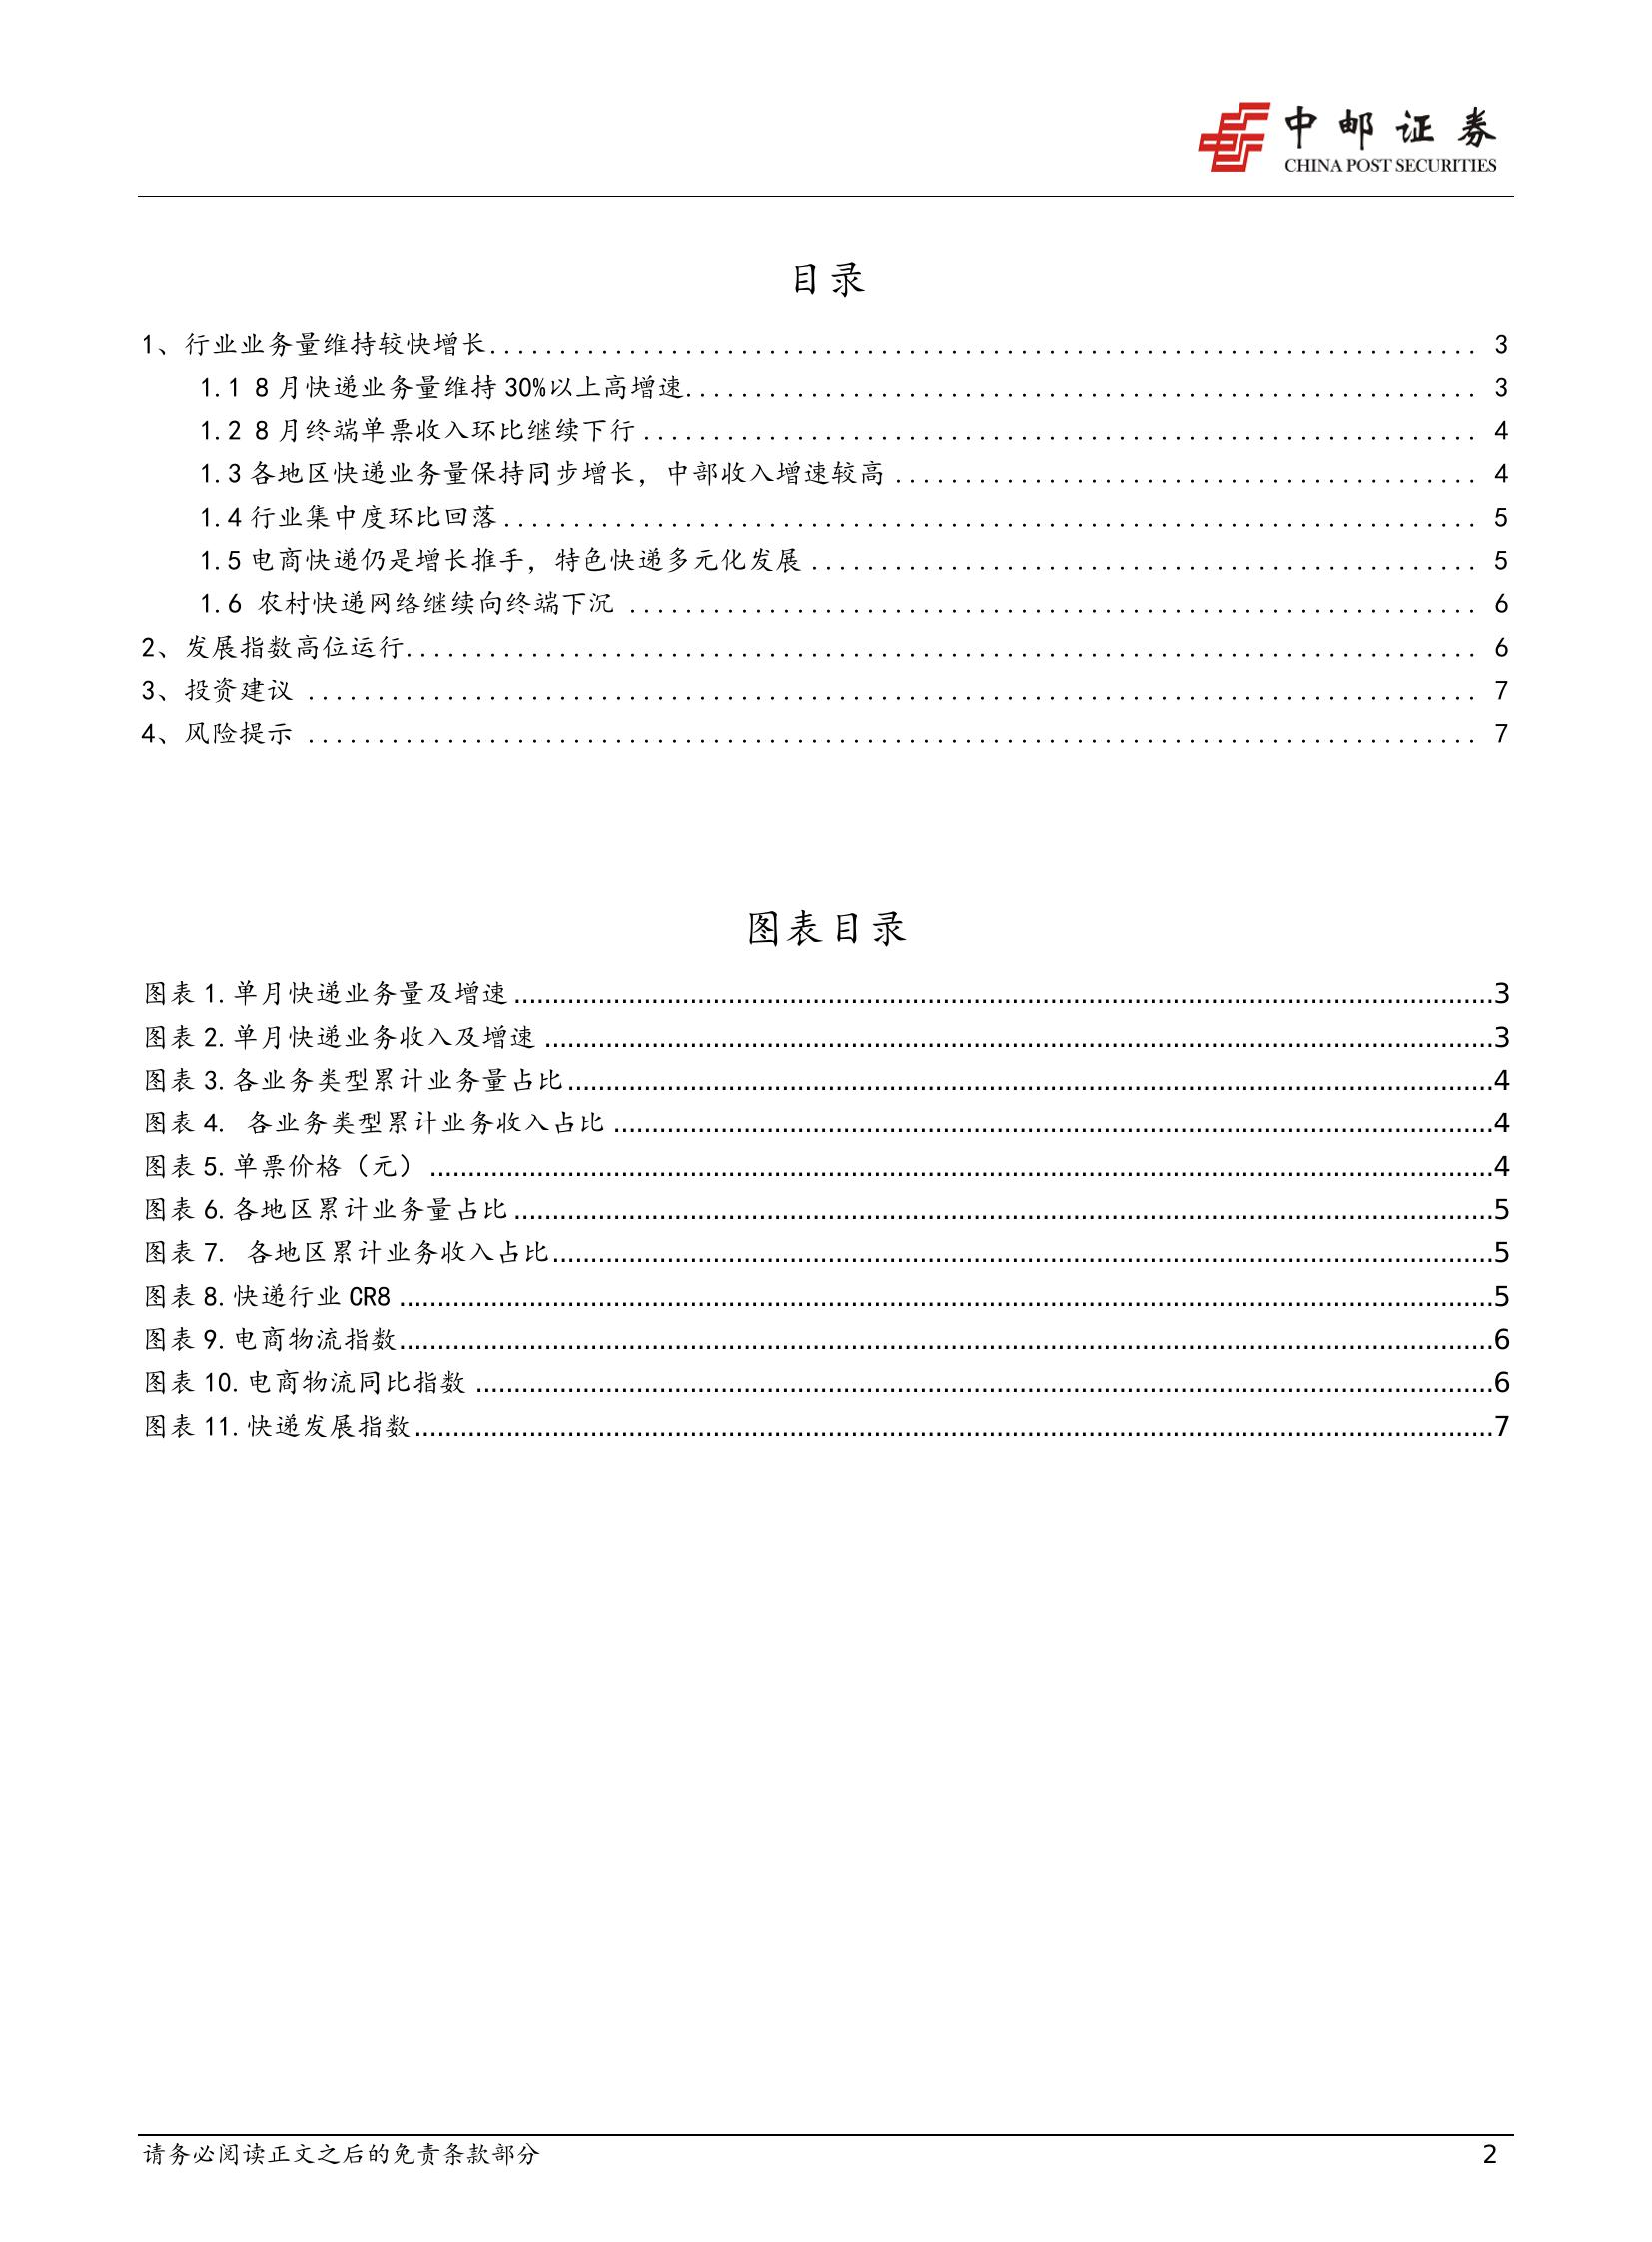 中邮证券
CHINA POST SECURITIES
目录
1、行业业务量维持较快增长........................................ 3
1.1 8月快递业务量维持30%以上高增速........................................ 3
1.2 8月终端单票收入环比继续下行........................................ 4
1.3各地区快递业务量保持同步增长，中部收入增速较高........................................ 4
1.4行业集中度环比回落........................................ 5
1.5电商快递仍是增长推手，特色快递多元化发展........................................ 5
1.6 农村快递网络继续向终端下沉........................................ 6
2、发展指数高位运行........................................ 6
3、投资建议........................................ 7
4、风险提示........................................ 7
图表目录
图表1.单月快递业务量及增速........................................3
图表2.单月快递业务收入及增速........................................3
图表3.各业务类型累计业务量占比........................................4
图表4. 各业务类型累计业务收入占比........................................4
图表5.单票价格（元）........................................4
图表6.各地区累计业务量占比........................................5
图表7. 各地区累计业务收入占比........................................5
图表8.快递行业CR8........................................5
图表9.电商物流指数........................................6
图表10.电商物流同比指数........................................6
图表11.快递发展指数........................................7
请务必阅读正文之后的免责条款部分 2